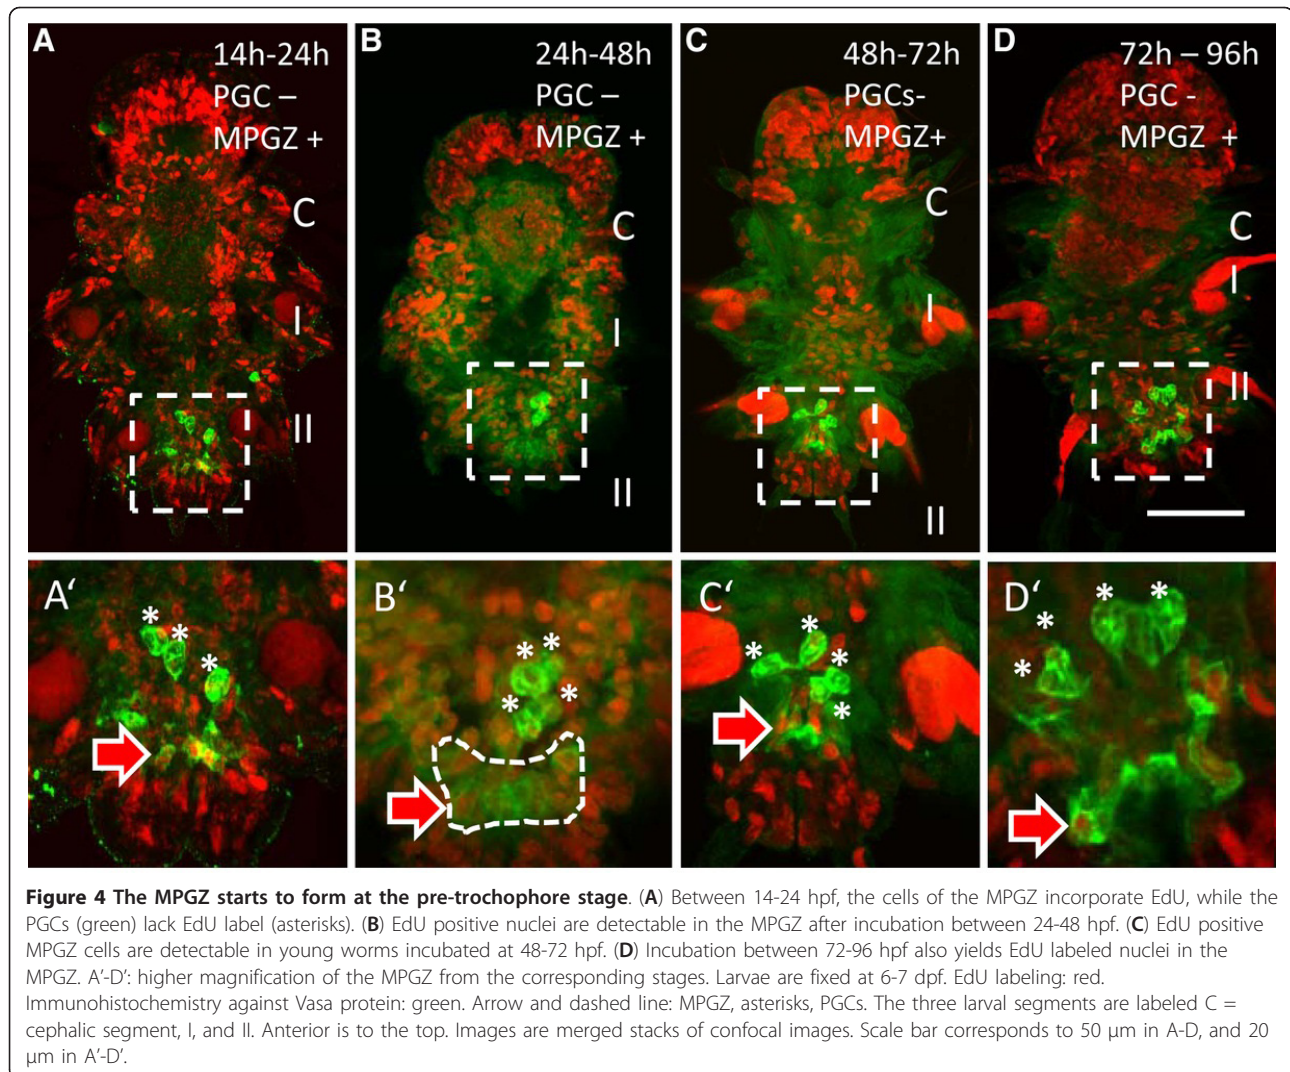 A
14h-24h
PGC –
MPGZ +
C
I
II
B
24h-48h
PGC –
MPGZ +
C
I
II
C
48h-72h
PGCs-
MPGZ+
C
I
II
D
72h – 96h
PGC -
MPGZ +
C
I
II
A‘
* * *
B‘
* * * *
C‘
* * * *
D‘
* * * *
Figure 4 The MPGZ starts to form at the pre-trochophore stage. (A) Between 14-24 hpf, the cells of the MPGZ incorporate EdU, while the
PGCs (green) lack EdU label (asterisks). (B) EdU positive nuclei are detectable in the MPGZ after incubation between 24-48 hpf. (C) EdU positive
MPGZ cells are detectable in young worms incubated at 48-72 hpf. (D) Incubation between 72-96 hpf also yields EdU labeled nuclei in the
MPGZ. A’-D’: higher magnification of the MPGZ from the corresponding stages. Larvae are fixed at 6-7 dpf. EdU labeling: red.
Immunohistochemistry against Vasa protein: green. Arrow and dashed line: MPGZ, asterisks, PGCs. The three larval segments are labeled C =
cephalic segment, I, and II. Anterior is to the top. Images are merged stacks of confocal images. Scale bar corresponds to 50 μm in A-D, and 20
μm in A’-D’.